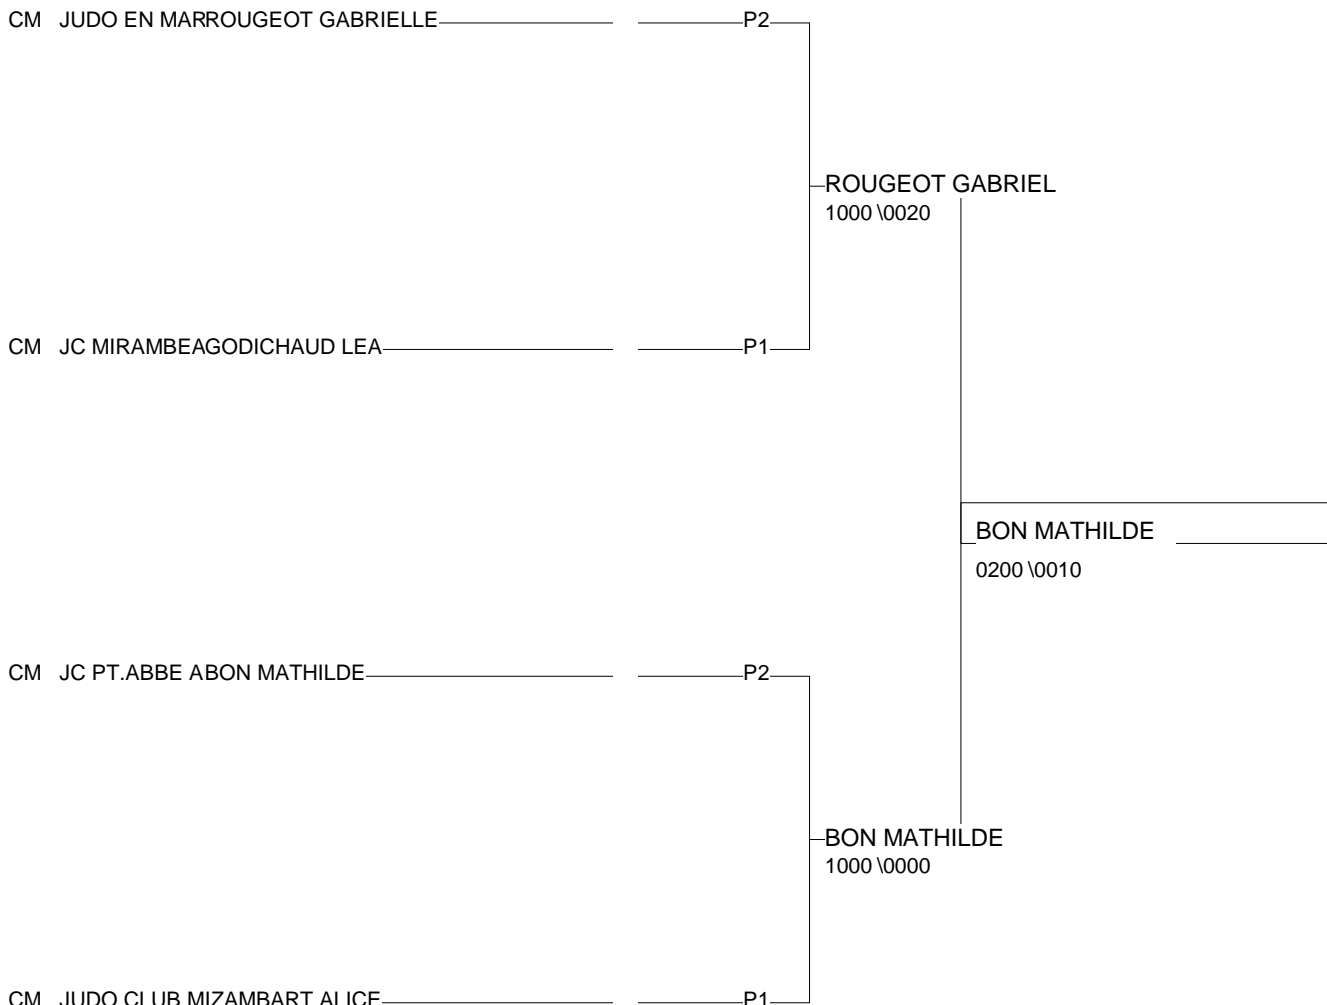 CM JUDO EN MARROUGEOT GABRIELLE P2
ROUGEOT GABRIEL
1000 \0020
CM JC MIRAMBEAGODICHAUD LEA P1
BON MATHILDE
0200 \0010
CM JC PT.ABBE ABON MATHILDE P2
BON MATHILDE
1000 \0000
CM JUDO CLUB MIZAMBART ALICE P1